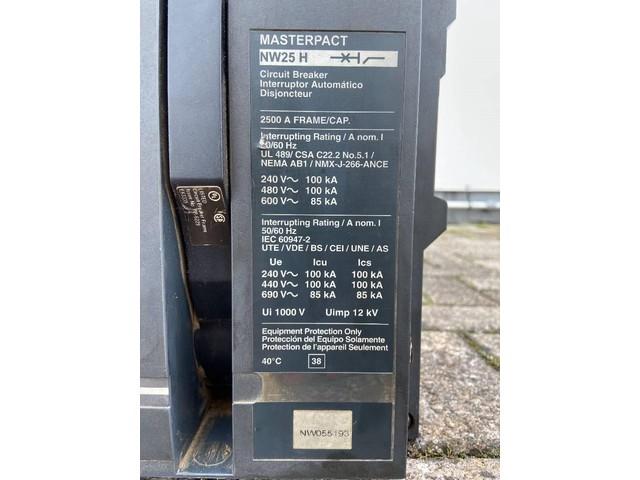 MASTERPACT
NW25 H
Circuit Breaker
Interruptor Automático
Disjoncteur
2500 A FRAME/CAP.
Interrupting Rating / A nom. I
50/60 Hz
UL 489/ CSA C22.2 No.5.1 /
NEMA AB1 / NMX-J-266-ANCE
240 V~ 100 kA
480 V~ 100 kA
600 V~ 85 kA
Interrupting Rating / A nom. I
50/60 Hz
IEC 60947-2
UTE / VDE / BS / CEI / UNE / AS
Ue Icu Ics
240 V~ 100 kA 100 kA
440 V~ 100 kA 100 kA
690 V~ 85 kA 85 kA
Ui 1000 V Uimp 12 kV
Equipment Protection Only
Protección del Equipo Solamente
Protection de l'appareil Seulement
40°C 38
NW055193
LISTED
Circuit Breaker Frame